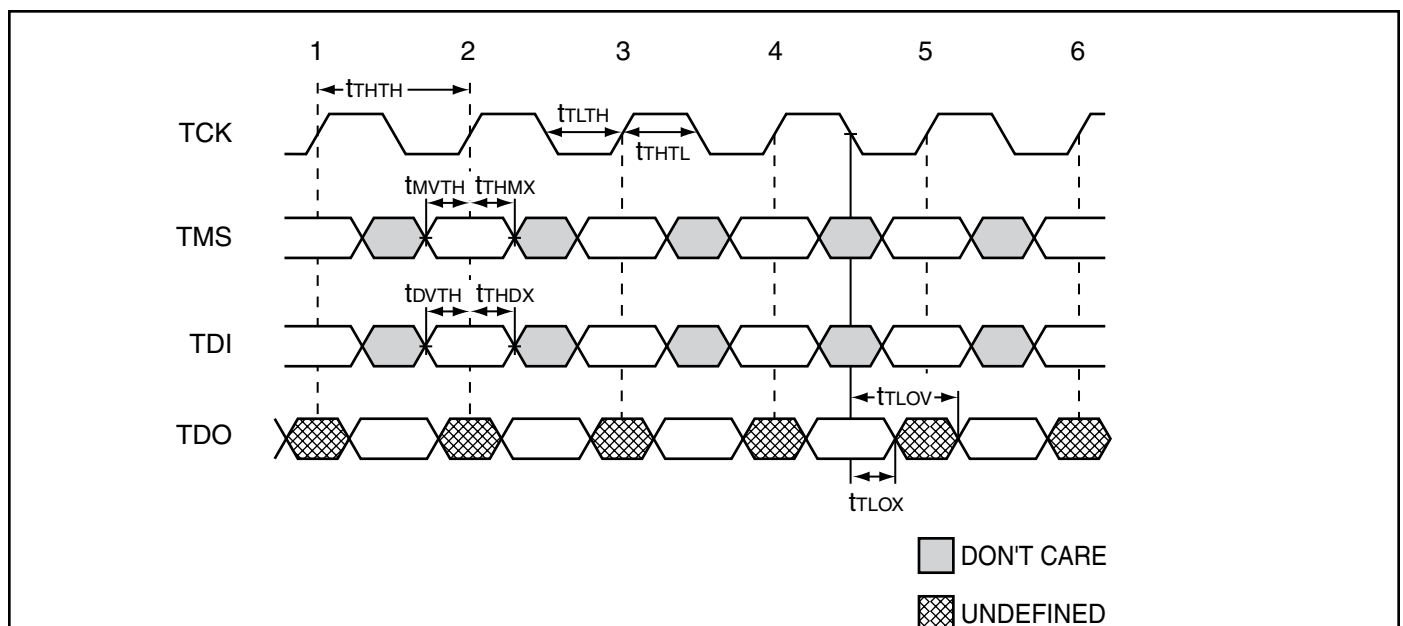 1 2 3 4 5 6
tTHTH
tTLTH
TCK
tTHTL
tMVTH tTHMX
TMS
tDVTH tTHDX
TDI
tTLOV
TDO
tTLOX
DON'T CARE
UNDEFINED